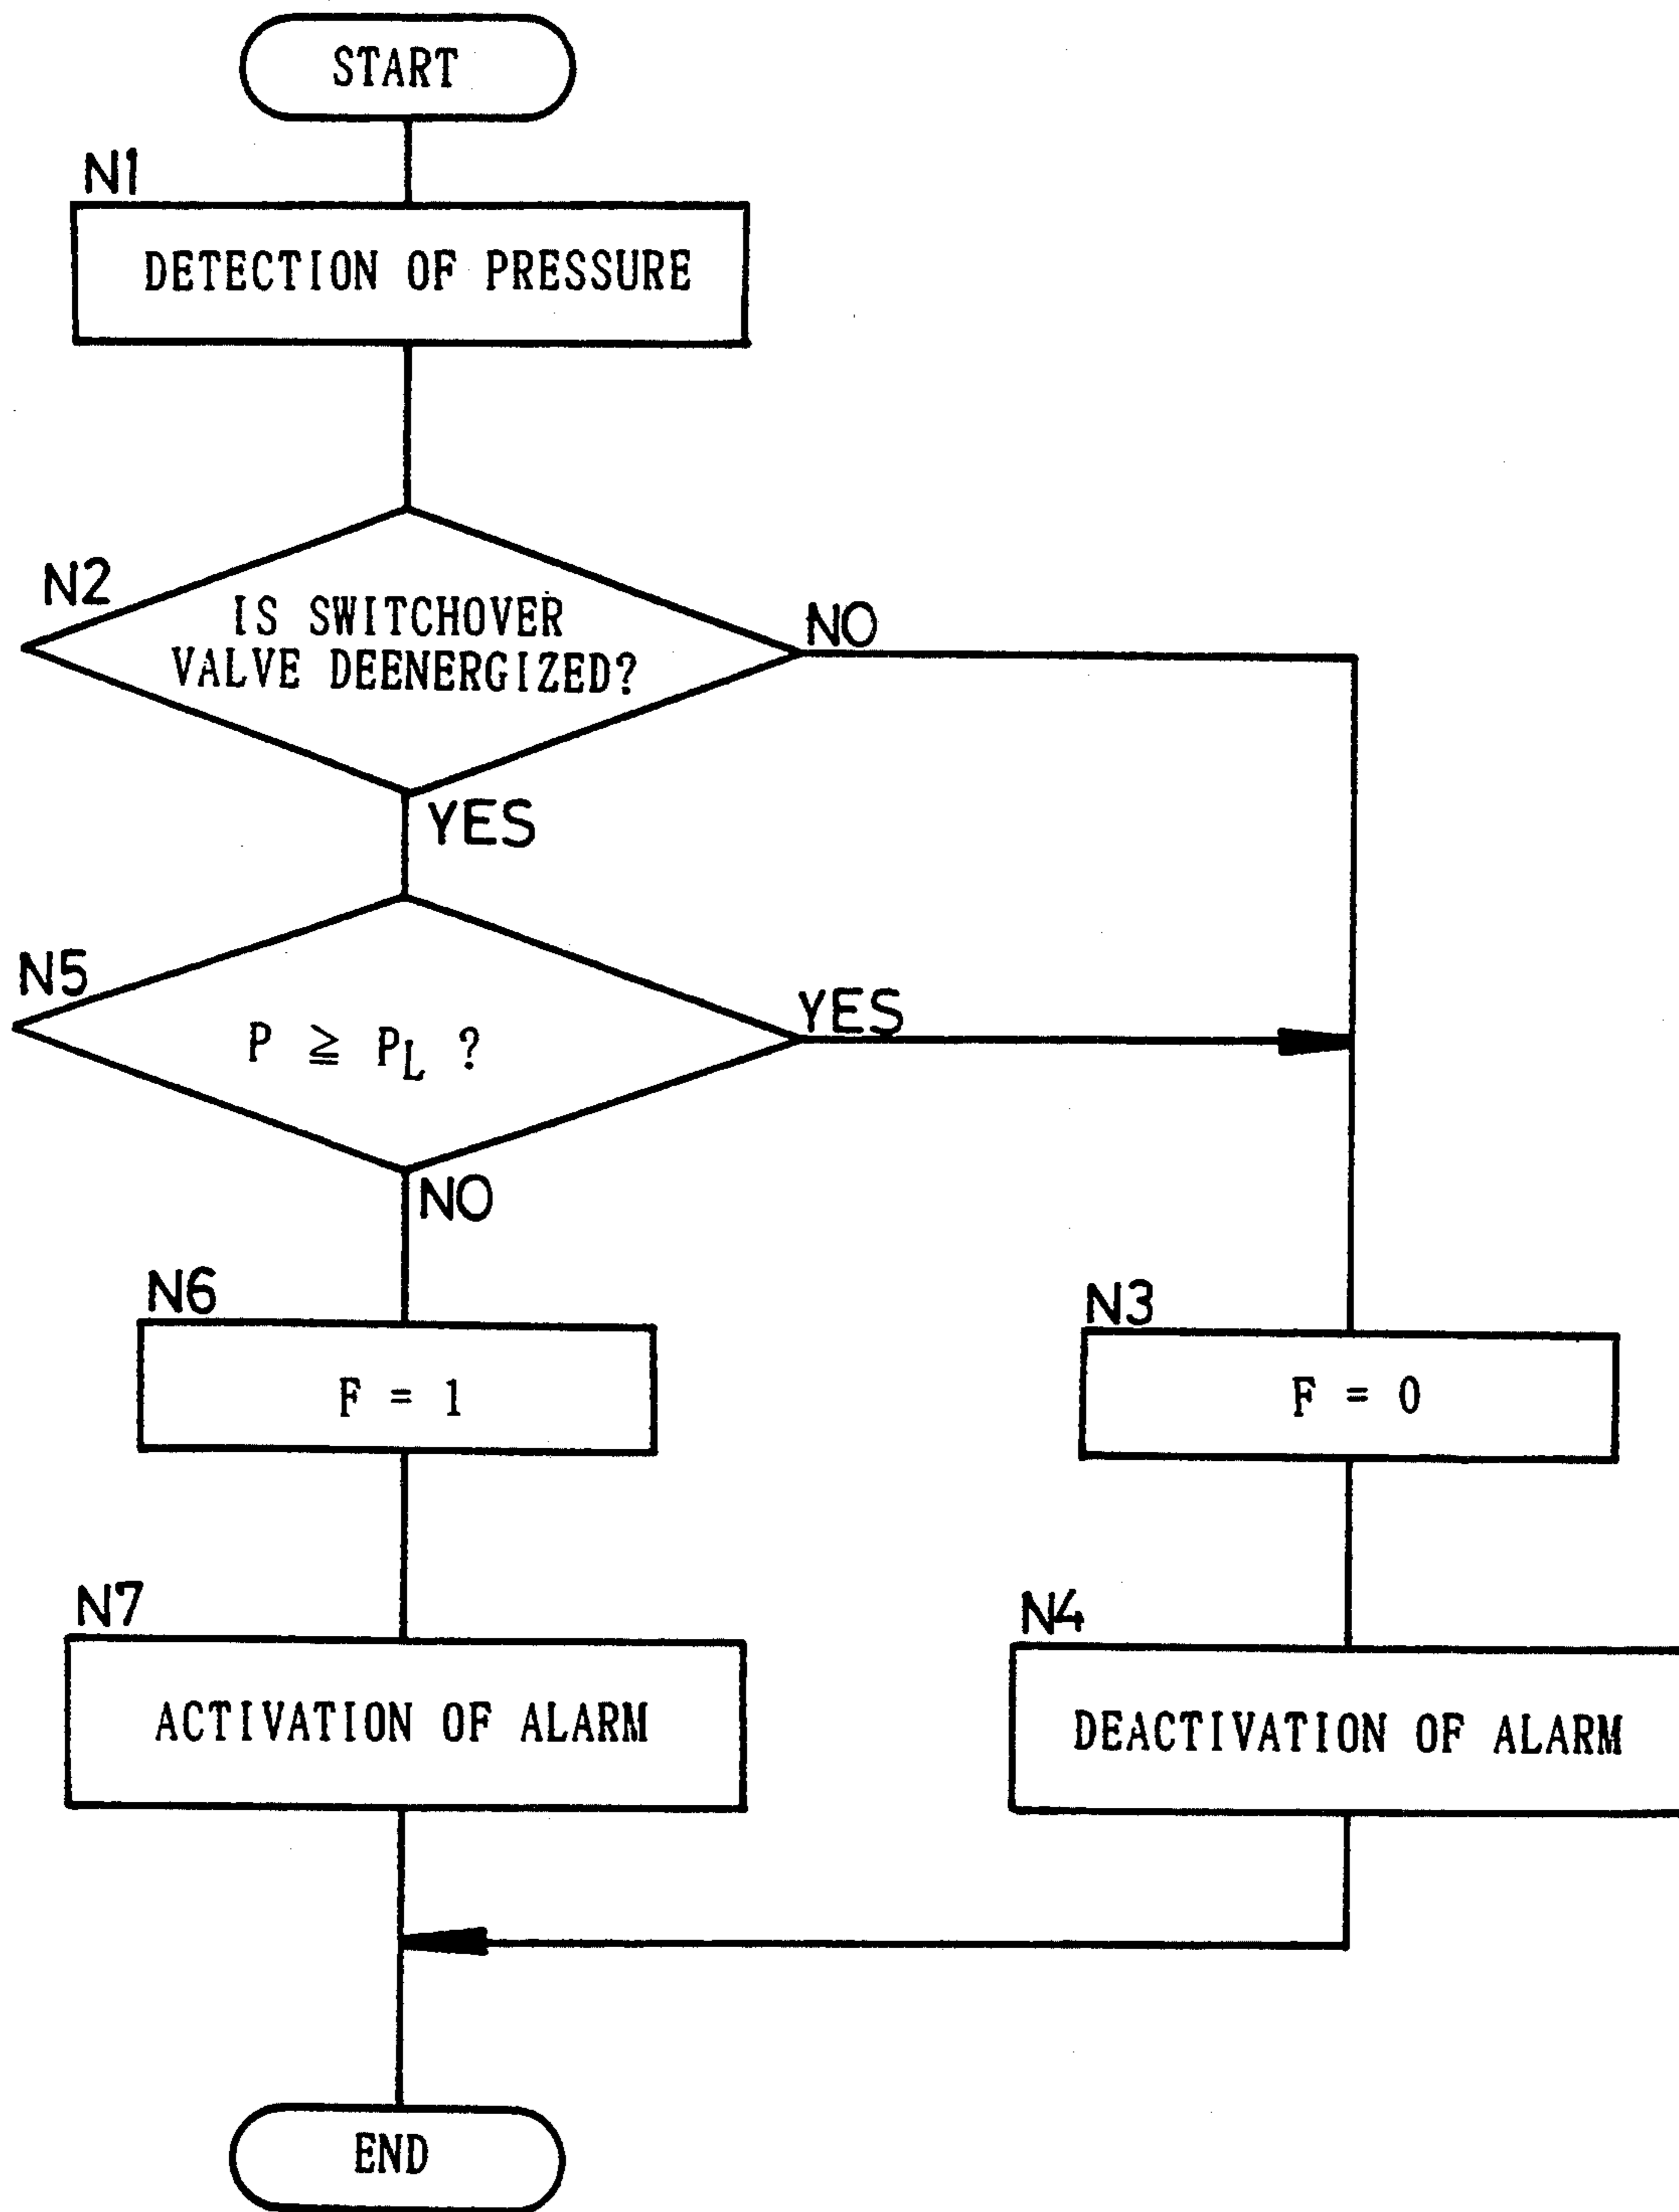 START
N1
DETECTION OF PRESSURE
N2
IS SWITCHOVER
VALVE DEENERGIZED?
NO
YES
N5
P ≧ PL ?
YES
NO
N6
F = 1
N3
F = 0
N7
ACTIVATION OF ALARM
N4
DEACTIVATION OF ALARM
END